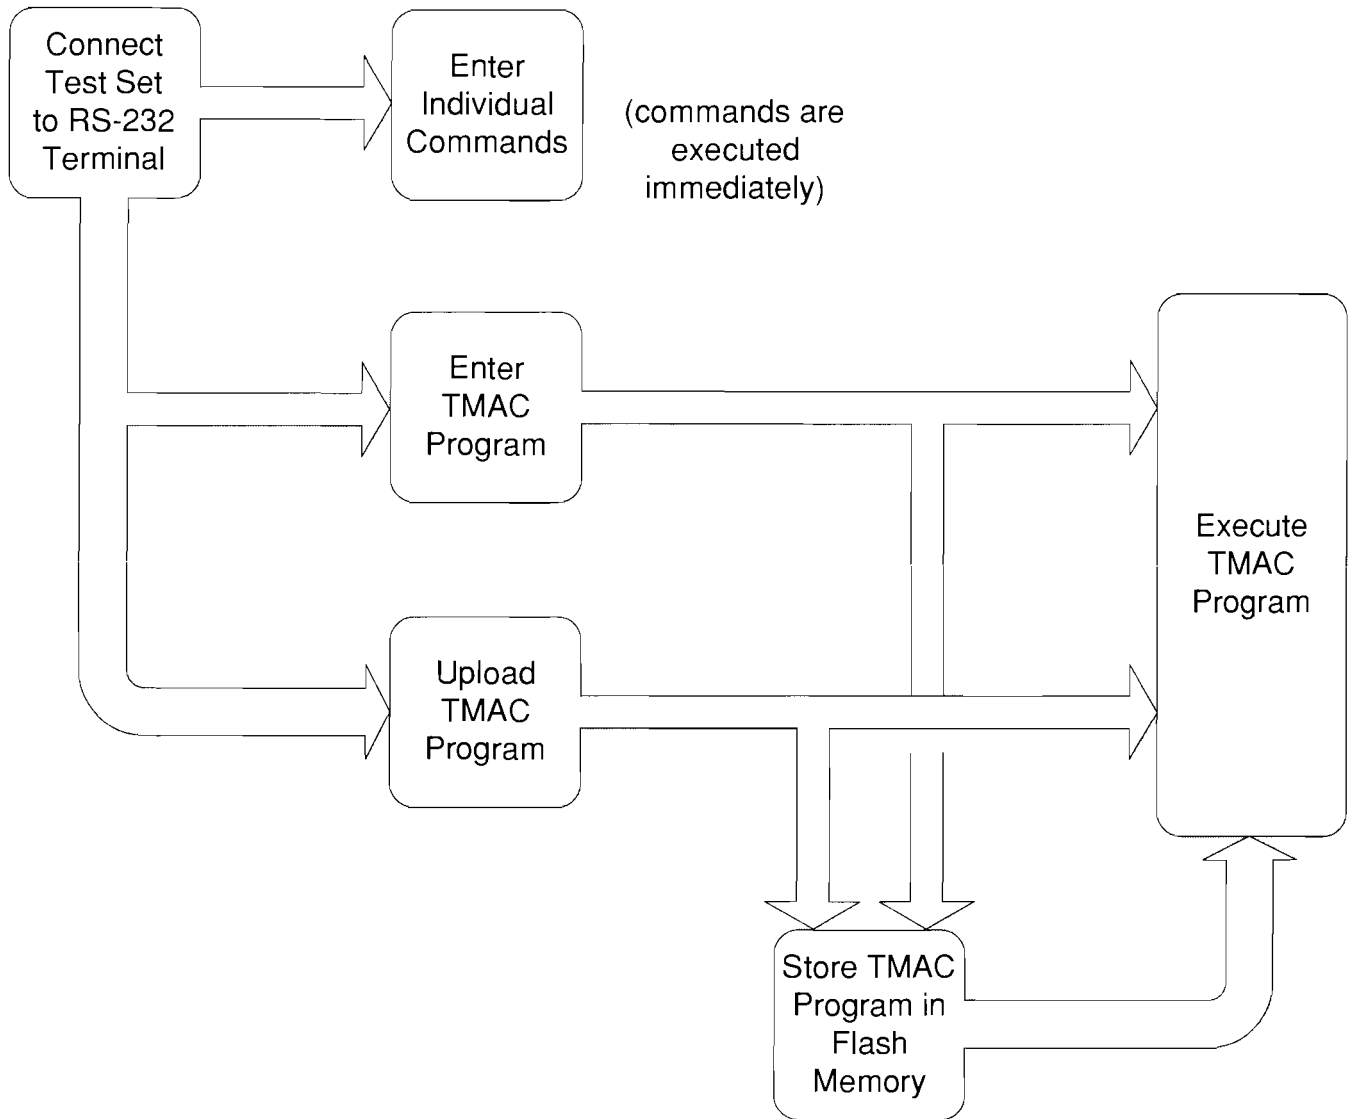 Connect
Test Set
to RS-232
Terminal
Enter
Individual
Commands
(commands are
executed
immediately)
Enter
TMAC
Program
Execute
TMAC
Program
Upload
TMAC
Program
Store TMAC
Program in
Flash
Memory